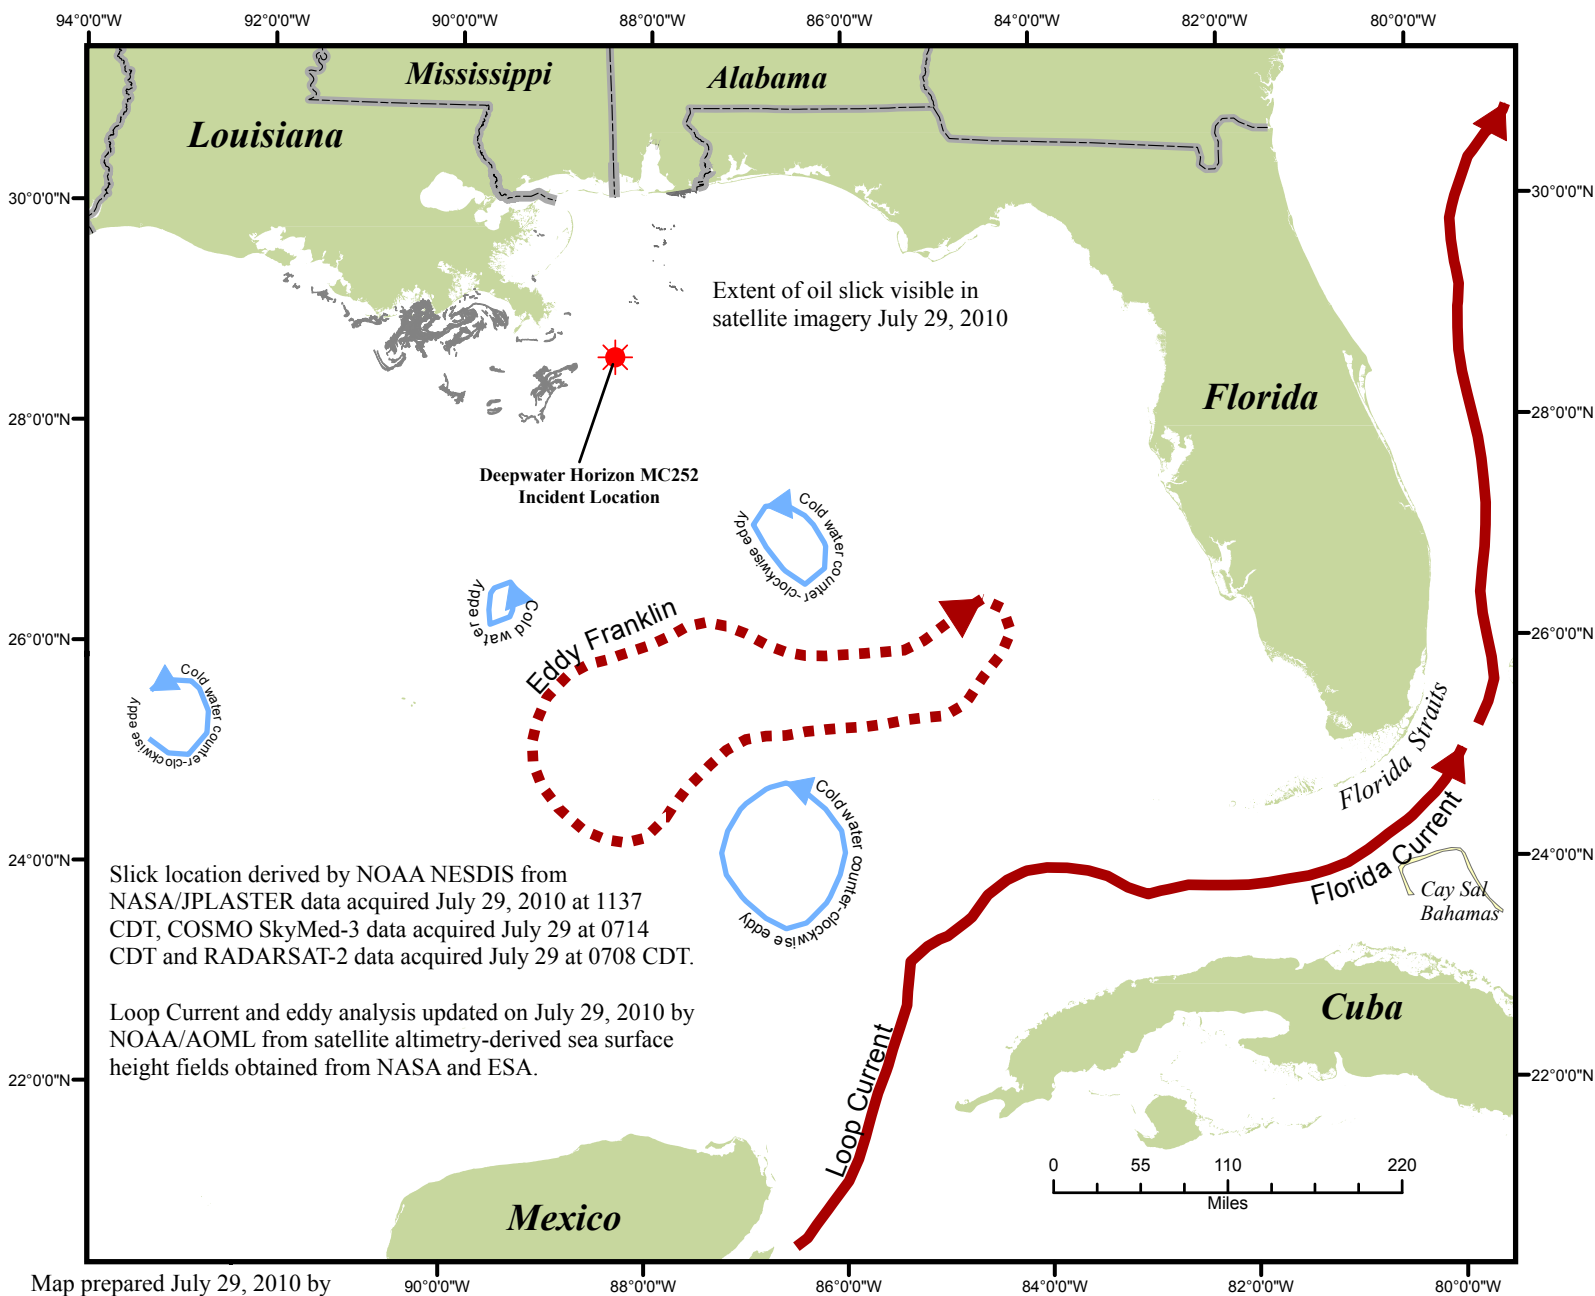 94°0'0"W
92°0'0"W
90°0'0"W
88°0'0"W
86°0'0"W
84°0'0"W
82°0'0"W
80°0'0"W
Mississippi
Alabama
Louisiana
30°0'0"N
30°0'0"N
Extent of oil slick visible in
satellite imagery July 29, 2010
Florida
28°0'0"N
28°0'0"N
Deepwater Horizon MC252
Incident Location
Cold water counter-clockwise eddy
Cold water eddy
Eddy Franklin
26°0'0"N
26°0'0"N
Cold water counter-clockwise eddy
Florida Straits
Cold water counter-clockwise eddy
Florida Current
24°0'0"N
24°0'0"N
Cay Sal
Bahamas
Slick location derived by NOAA NESDIS from
NASA/JPLASTER data acquired July 29, 2010 at 1137
CDT, COSMO SkyMed-3 data acquired July 29 at 0714
CDT and RADARSAT-2 data acquired July 29 at 0708 CDT.
Loop Current and eddy analysis updated on July 29, 2010 by
NOAA/AOML from satellite altimetry-derived sea surface
height fields obtained from NASA and ESA.
Cuba
22°0'0"N
22°0'0"N
Loop Current
0 55 110 220
Miles
Mexico
Map prepared July 29, 2010 by
90°0'0"W
88°0'0"W
86°0'0"W
84°0'0"W
82°0'0"W
80°0'0"W